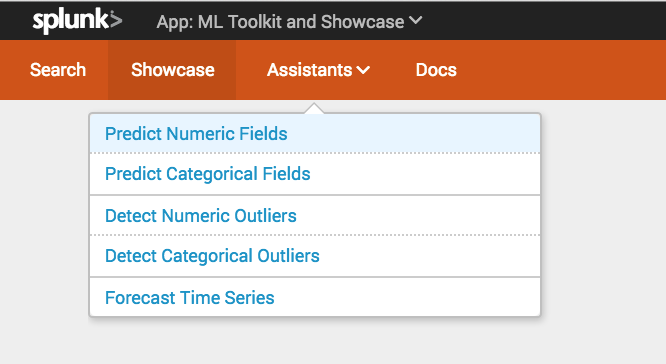 splunk> App: ML Toolkit and Showcase
Search Showcase Assistants Docs
Predict Numeric Fields
Predict Categorical Fields
Detect Numeric Outliers
Detect Categorical Outliers
Forecast Time Series